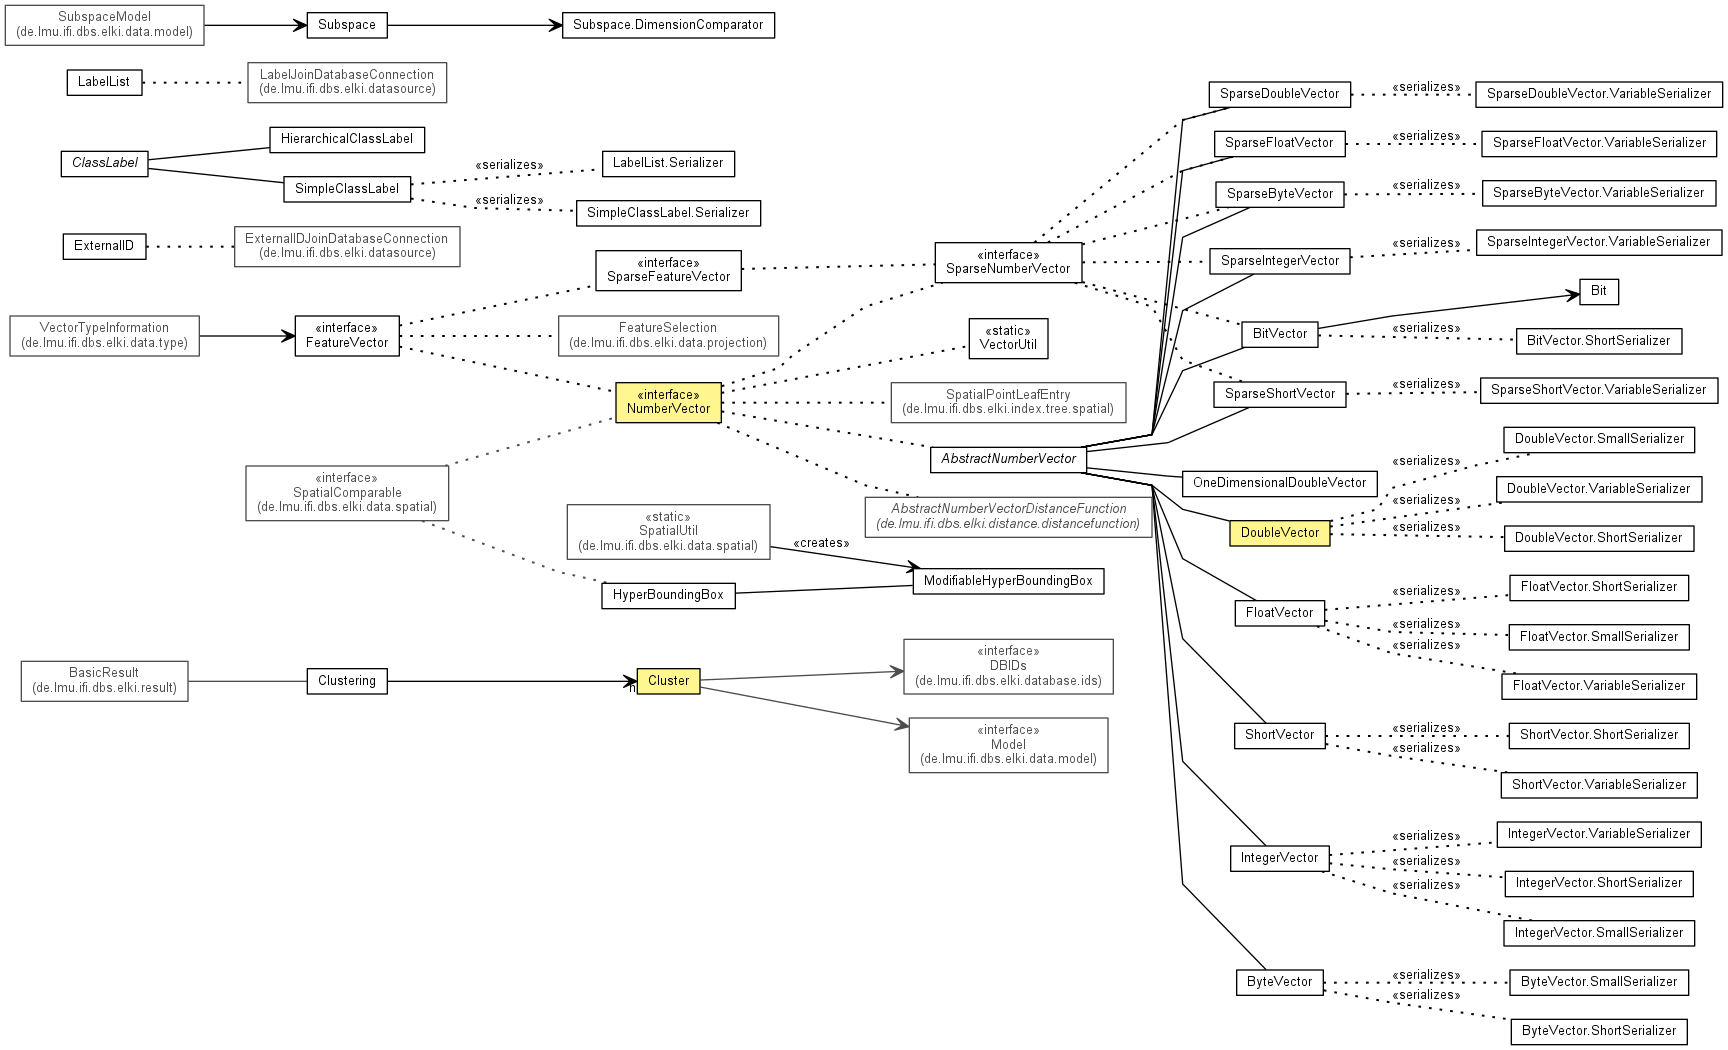 SubspaceModel
(de.lmu.ifi.dbs.elki.data.model)
Subspace
Subspace.DimensionComparator
LabelList
LabelJoinDatabaseConnection
(de.lmu.ifi.dbs.elki.datasource)
ClassLabel
HierarchicalClassLabel
SimpleClassLabel
«serializes»
LabelList.Serializer
«serializes»
SimpleClassLabel.Serializer
ExternalID
ExternalIDJoinDatabaseConnection
(de.lmu.ifi.dbs.elki.datasource)
VectorTypeInformation
(de.lmu.ifi.dbs.elki.data.type)
«interface»
FeatureVector
«interface»
SparseFeatureVector
FeatureSelection
(de.lmu.ifi.dbs.elki.data.projection)
«interface»
NumberVector
«interface»
SpatialComparable
(de.lmu.ifi.dbs.elki.data.spatial)
«static»
SpatialUtil
(de.lmu.ifi.dbs.elki.data.spatial)
«creates»
HyperBoundingBox
ModifiableHyperBoundingBox
BasicResult
(de.lmu.ifi.dbs.elki.result)
Clustering
n
Cluster
«interface»
DBIDs
(de.lmu.ifi.dbs.elki.database.ids)
«interface»
Model
(de.lmu.ifi.dbs.elki.data.model)
«interface»
SparseNumberVector
«static»
VectorUtil
SpatialPointLeafEntry
(de.lmu.ifi.dbs.elki.index.tree.spatial)
AbstractNumberVector
AbstractNumberVectorDistanceFunction
(de.lmu.ifi.dbs.elki.distance.distancefunction)
SparseDoubleVector
«serializes»
SparseDoubleVector.VariableSerializer
SparseFloatVector
«serializes»
SparseFloatVector.VariableSerializer
SparseByteVector
«serializes»
SparseByteVector.VariableSerializer
SparseIntegerVector
«serializes»
SparseIntegerVector.VariableSerializer
Bit
BitVector
«serializes»
BitVector.ShortSerializer
SparseShortVector
«serializes»
SparseShortVector.VariableSerializer
OneDimensionalDoubleVector
DoubleVector
«serializes»
DoubleVector.SmallSerializer
«serializes»
DoubleVector.VariableSerializer
«serializes»
DoubleVector.ShortSerializer
FloatVector
«serializes»
FloatVector.ShortSerializer
«serializes»
FloatVector.SmallSerializer
«serializes»
FloatVector.VariableSerializer
ShortVector
«serializes»
ShortVector.ShortSerializer
«serializes»
ShortVector.VariableSerializer
IntegerVector
«serializes»
IntegerVector.VariableSerializer
«serializes»
IntegerVector.ShortSerializer
«serializes»
IntegerVector.SmallSerializer
ByteVector
«serializes»
ByteVector.SmallSerializer
«serializes»
ByteVector.ShortSerializer